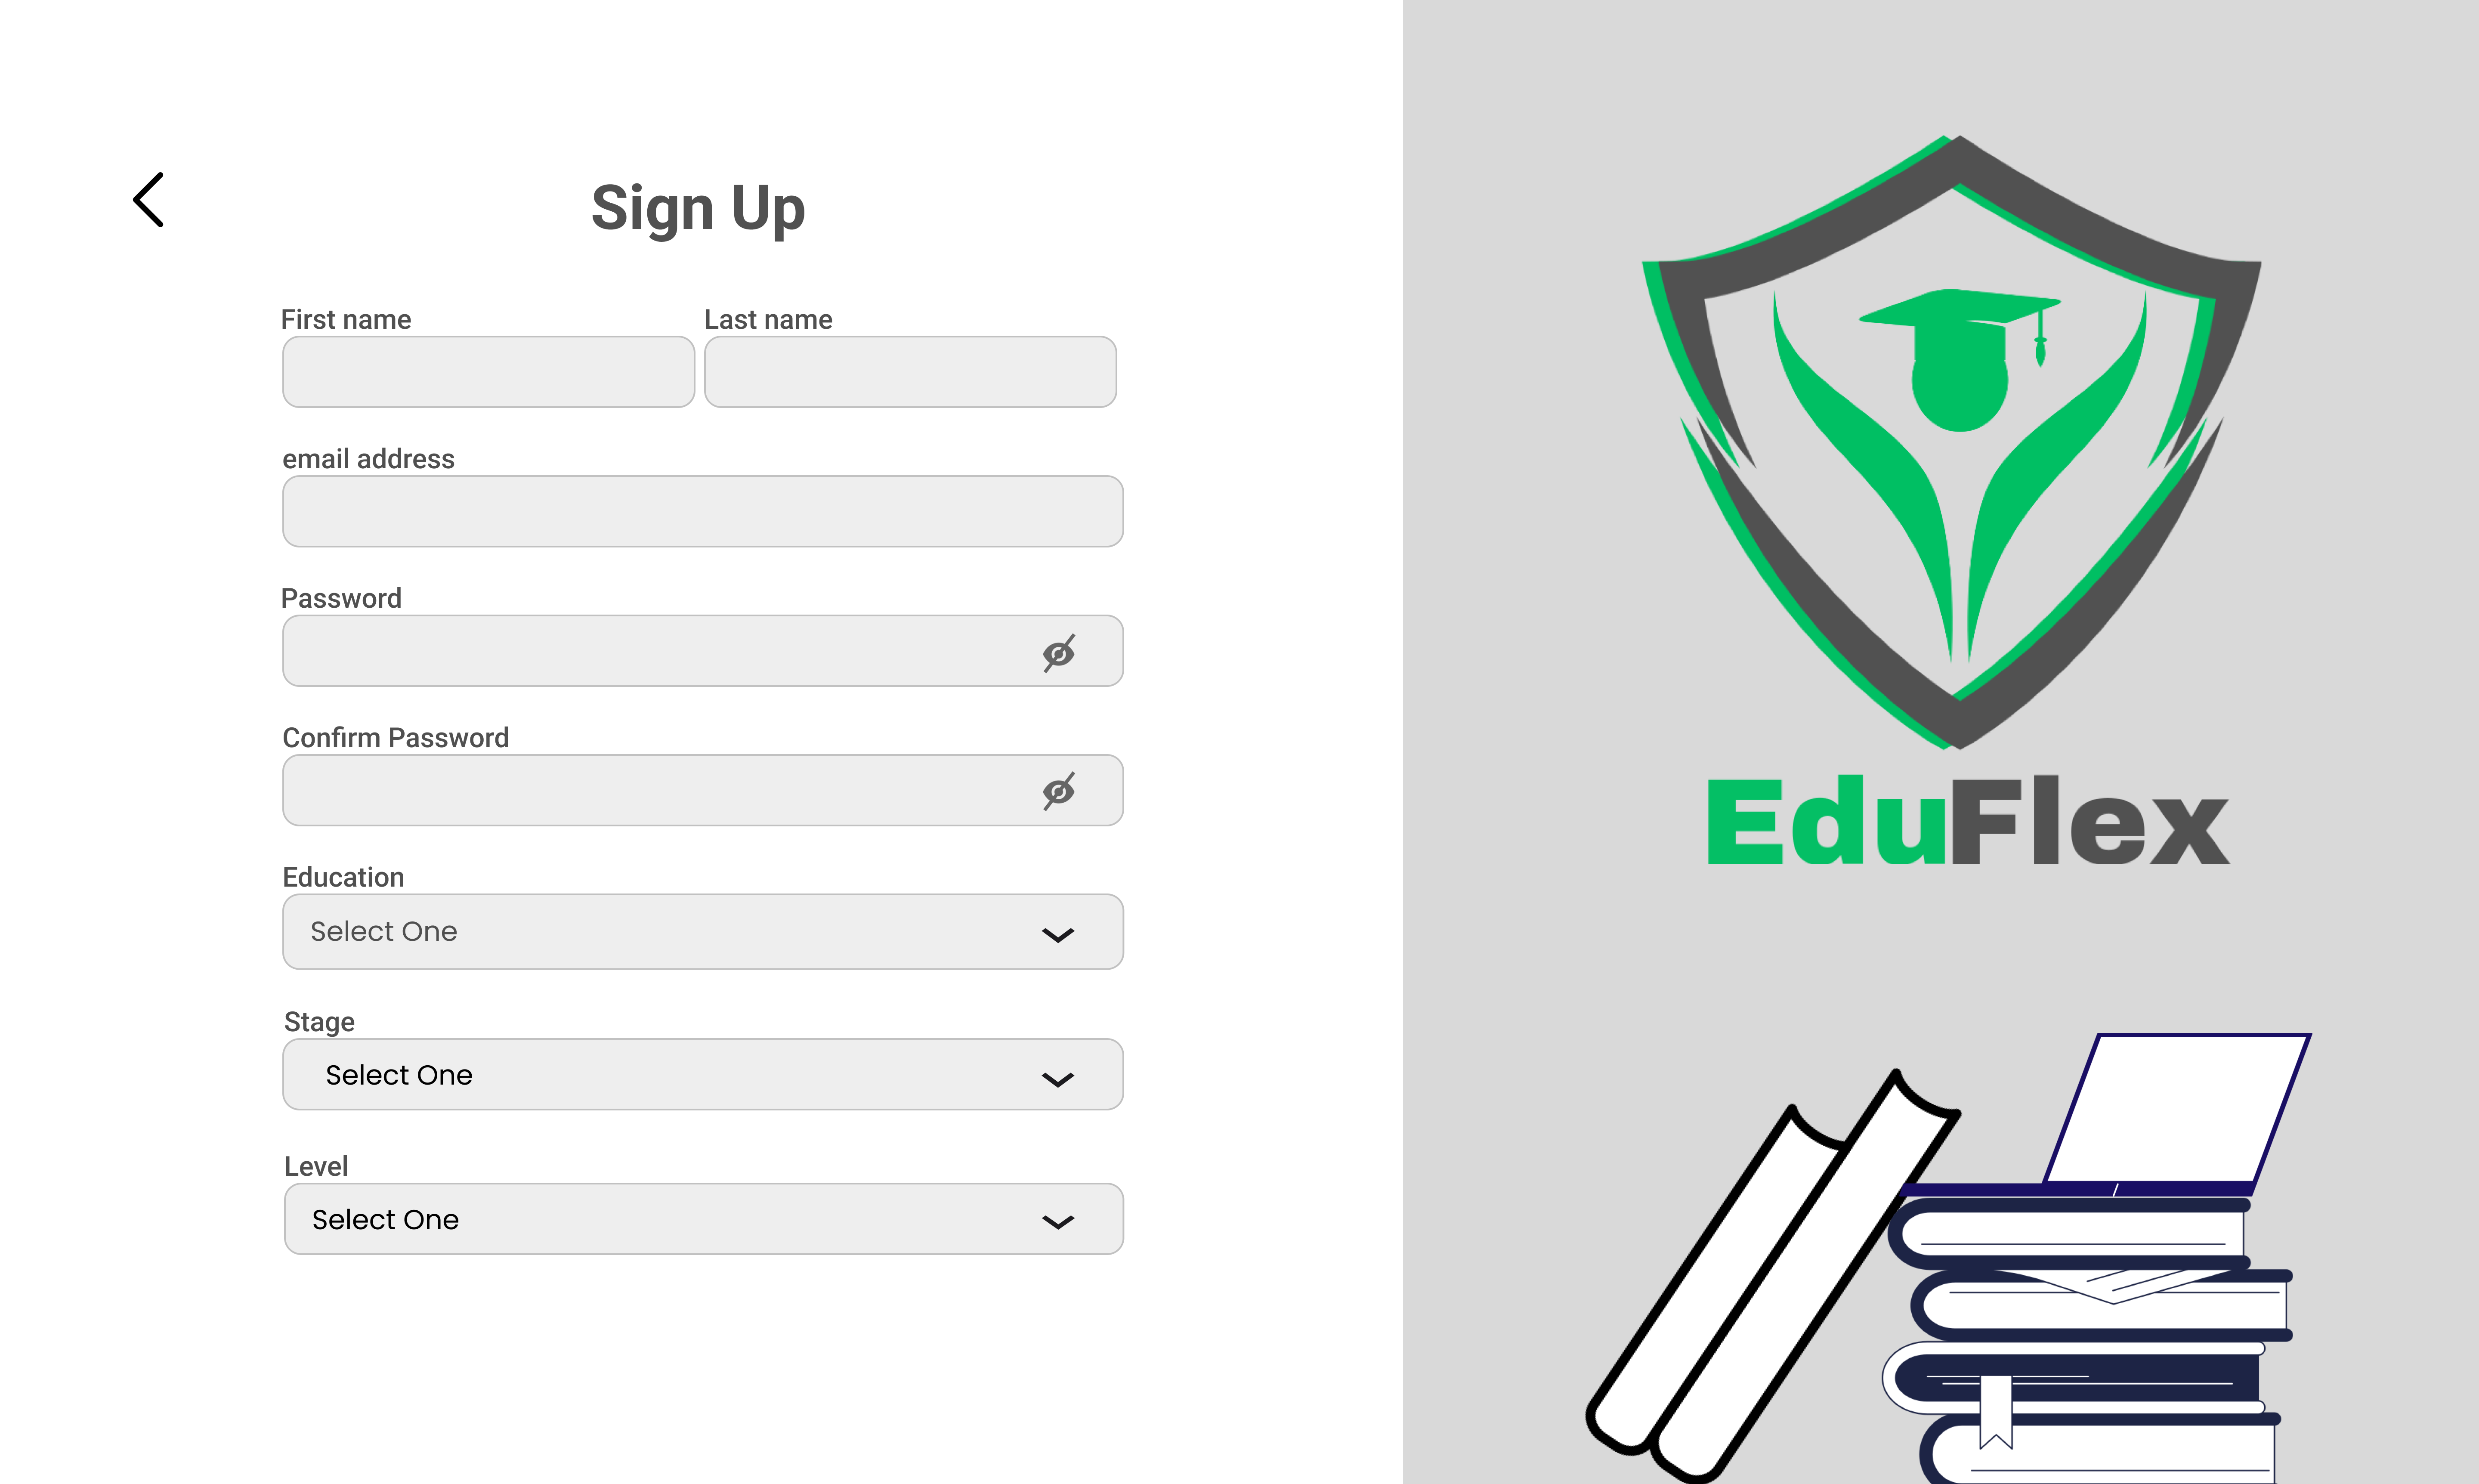 Sign Up
First name
Last name
email address
Password
Confirm Password
Education
Select One
Stage
Select One
Level
Select One
EduFlex